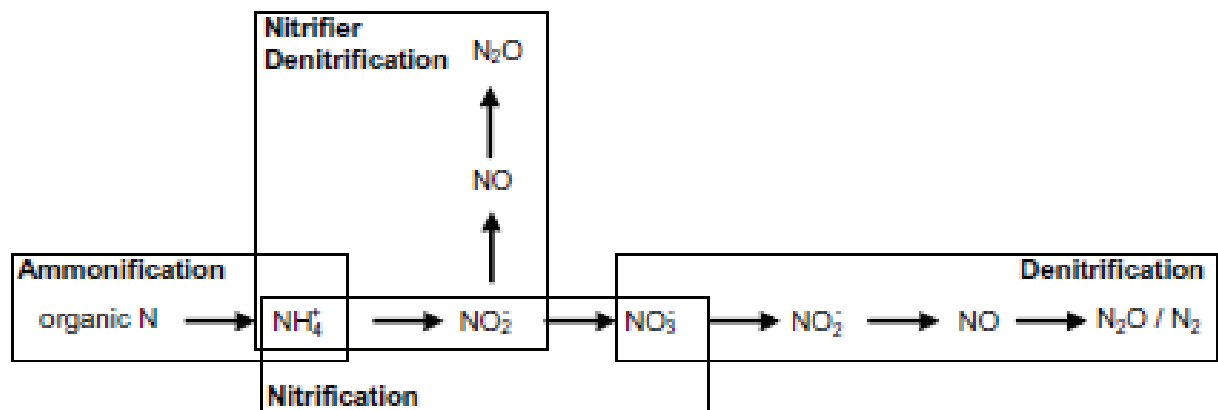 Nitrifier
Denitrification
N₂O
NO
Ammonification
Denitrification
organic N NH₄⁺ NO₂⁻ NO₃⁻ NO₂⁻ NO N₂O / N₂
Nitrification